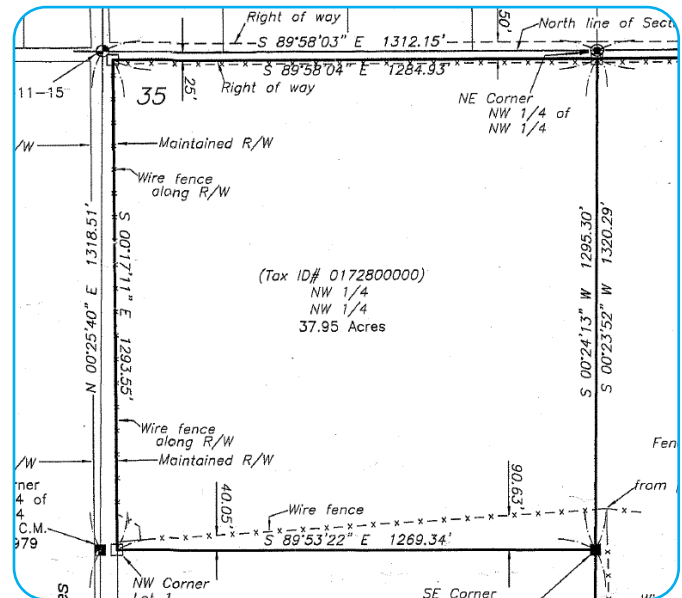 Right of way
50'
North line of Sect
S 89°58'03" E 1312.15'
S 89°58'04" E 1284.93'
11-15
35
25'
Right of way
NE Corner
NW 1/4 of
NW 1/4
/W
Maintained R/W
Wire fence
along R/W
N 00°25'40" E 1318.51'
S 00°17'11" E 1293.55'
S 00°24'13" W 1295.30'
S 00°23'52" W 1320.29'
(Tax ID# 0172800000)
NW 1/4
NW 1/4
37.95 Acres
Wire fence
along R/W
Maintained R/W
/W
Fen
from
rner
4 of
4
C.M.
979
40.05'
Wire fence
90.63'
S 89°53'22" E 1269.34'
NW Corner
Lot 1
SE Corner